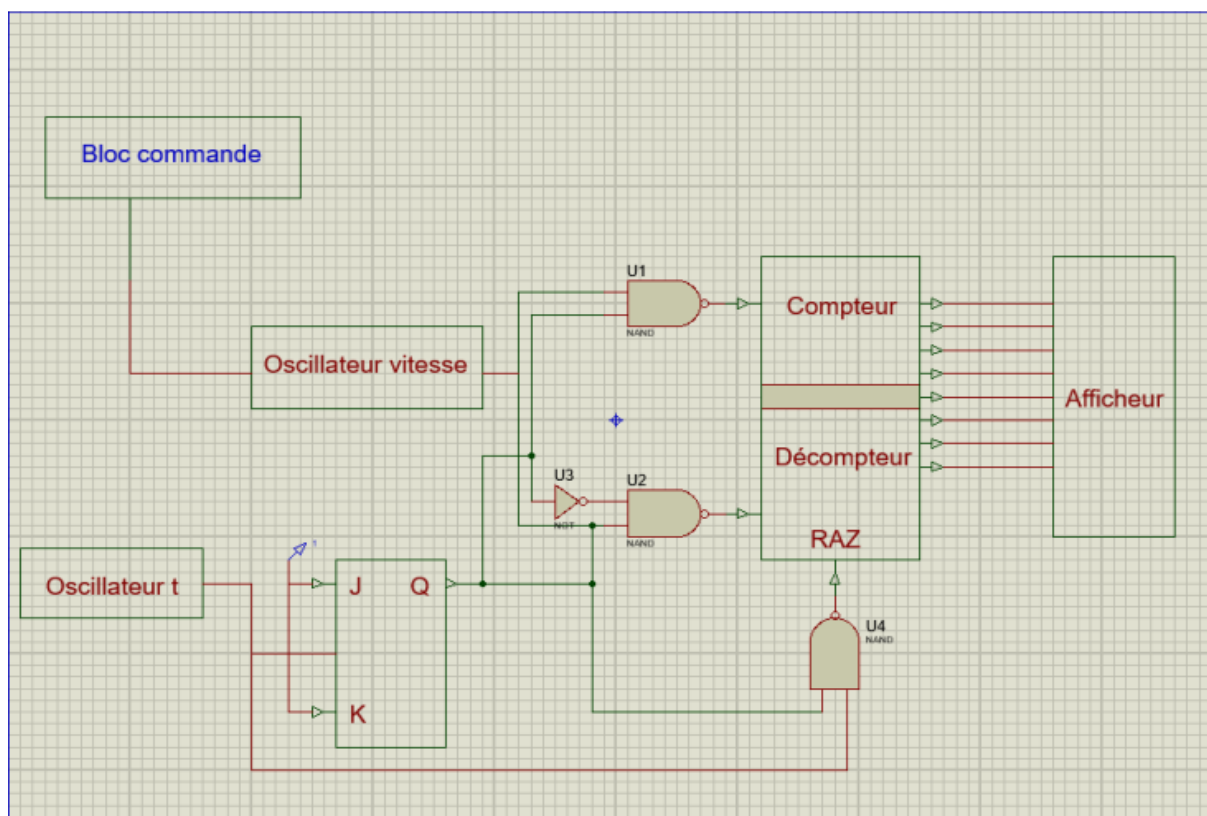 Bloc commande
U1
Compteur
NAND
Oscillateur vitesse
Afficheur
Décompteur
U3
U2
NOT
NAND
RAZ
1
Oscillateur t
J
Q
U4
NAND
K